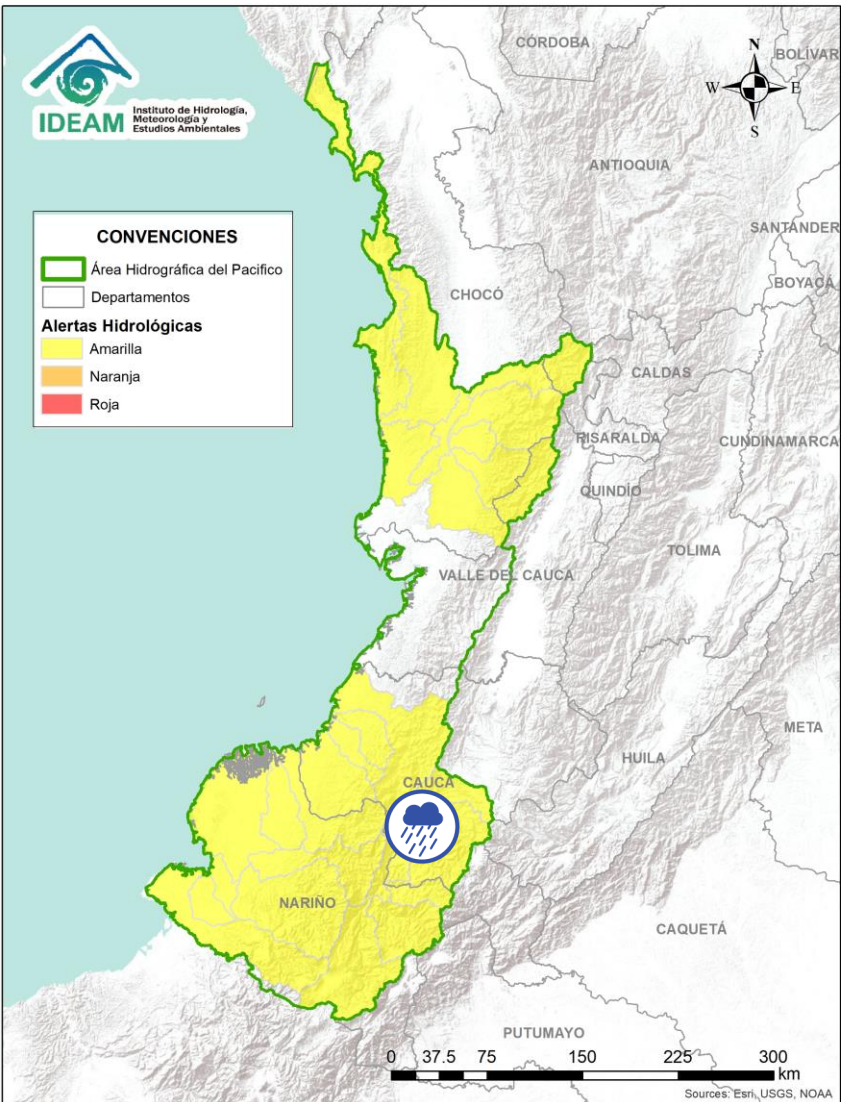 IDEAM
Instituto de Hidrología,
Meteorología y
Estudios Ambientales
N
W
E
S
CÓRDOBA
BOLÍVAR
ANTIOQUIA
SANTANDER
BOYACÁ
CHOCÓ
CONVENCIONES
Área Hidrográfica del Pacifico
Departamentos
Alertas Hidrológicas
Amarilla
Naranja
Roja
CALDAS
RISARALDA
CUNDINAMARCA
QUINDÍO
TOLIMA
VALLE DEL CAUCA
META
HUILA
CAUCA
NARIÑO
CAQUETÁ
PUTUMAYO
0 37.5 75 150 225 300
km
Sources: Esri, USGS, NOAA